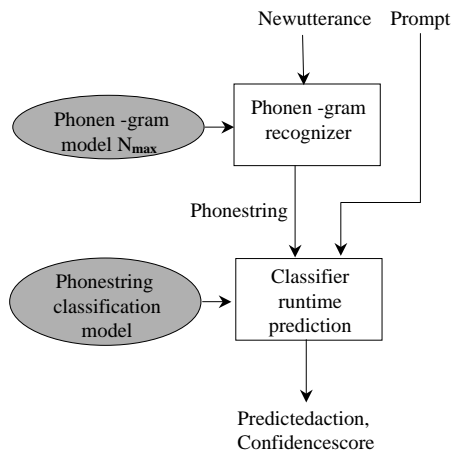 Newutterance Prompt
Phonen -gram
model Nmax
Phonen -gram
recognizer
Phonestring
Phonestring
classification
model
Classifier
runtime
prediction
Predictedaction,
Confidencescore